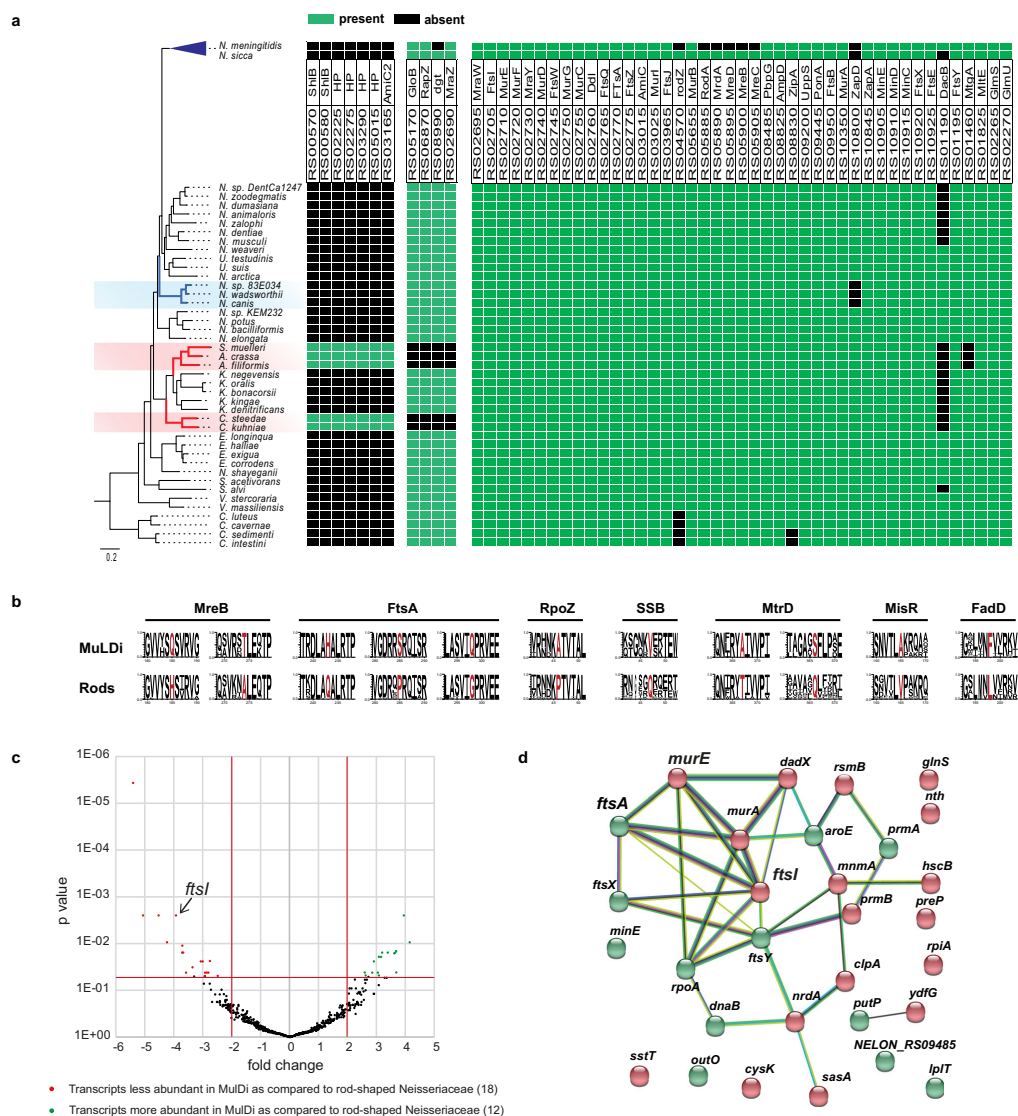 a
present absent
N. meningitidis
N. sicca
RS00570 ShlB
RS00580 ShlB
RS02225 HP
RS02275 HP
RS03290 HP
RS05015 HP
RS03165 AmiC2
RS05170 GloB
RS06870 RapZ
RS08990 dgt
RS02690 MraZ
RS02695 MraW
RS02705 FtsI
RS02710 MurE
RS02720 MurF
RS02730 MraY
RS02740 MurD
RS02745 FtsW
RS02750 MurG
RS02755 MurC
RS02760 Ddl
RS02765 FtsQ
RS02770 FTsA
RS02775 FtsZ
RS03015 AmiC
RS03025 MurI
RS03965 FtsJ
RS04570 rodZ
RS05665 MurB
RS05885 RodA
RS05890 MrdA
RS05895 MreD
RS05900 MreB
RS05905 MreC
RS08485 PbpG
RS08825 AmpD
RS08830 ZipA
RS09200 UppS
RS09445 PonA
RS09950 FtsB
RS10350 MurA
RS10800 ZapD
RS10845 ZapA
RS10905 MinE
RS10910 MinD
RS10915 MinC
RS10920 FtsX
RS10925 FtsE
RS01190 DacB
RS01195 FtsY
RS01460 MtgA
RS01825 MltE
RS02265 GlmS
RS02270 GlmU
N. sp. DentCa1247
N. zoodegmatis
N. dumasiana
N. animaloris
N. zalophi
N. dentiae
N. musculi
N. weaveri
U. testudinis
U. suis
N. arctica
N. sp. 83E034
N. wadsworthii
N. canis
N. sp. KEM232
N. potus
N. bacilliformis
N. elongata
S. muelleri
A. crassa
A. filiformis
K. negevensis
K. oralis
K. bonacorsii
K. kingae
K. denitrificans
C. steedae
C. kuhniae
E. longinqua
E. halliae
E. exigua
E. corrodens
N. shayeganii
S. acetivorans
S. alvi
V. stercoraria
V. massiliensis
C. luteus
C. cavernae
C. sedimenti
C. intestini
0.2
b
MreB FtsA RpoZ SSB MtrD MisR FadD
MuLDi
Rods
c
1E-06
1E-05
1E-04
1E-03
1E-02
1E-01
1E+00
p value
ftsI
-6 -5 -4 -3 -2 -1 0 1 2 3 4 5
fold change
Transcripts less abundant in MulDi as compared to rod-shaped Neisseriaceae (18)
Transcripts more abundant in MulDi as compared to rod-shaped Neisseriaceae (12)
d
murE
dadX
rsmB
glnS
nth
ftsA
murA
aroE
prmA
ftsX
ftsI
mnmA
hscB
prmB
preP
minE
ftsY
rpiA
rpoA
clpA
dnaB
nrdA
putP
ydfG
NELON_RS09485
sstT
outO
cysK
sasA
lplT